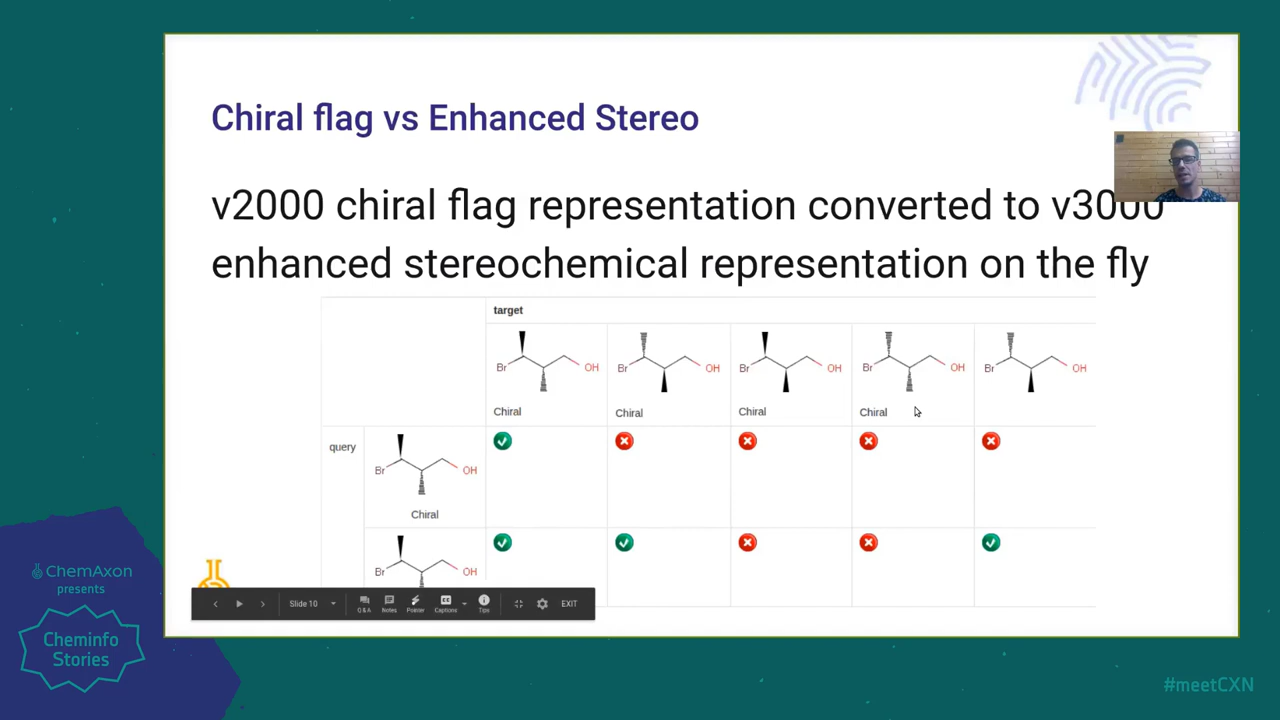 Chiral flag vs Enhanced Stereo
v2000 chiral flag representation converted to v3000
enhanced stereochemical representation on the fly
target
Br OH Br OH Br OH Br OH Br OH
Chiral Chiral Chiral Chiral
query
Br OH
Chiral
Br OH
Slide 10 Q & A Notes Pointer CC Captions Tips EXIT
ChemAxon
presents
Cheminfo
Stories
#meetCXN